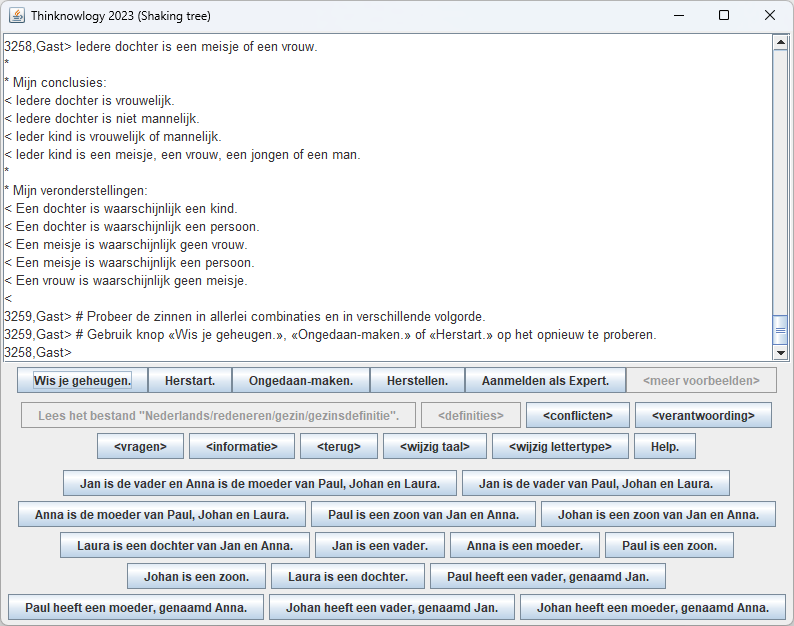 Thinknowlogy 2023 (Shaking tree)
3258,Gast> Iedere dochter is een meisje of een vrouw.
*
* Mijn conclusies:
< Iedere dochter is vrouwelijk.
< Iedere dochter is niet mannelijk.
< Ieder kind is vrouwelijk of mannelijk.
< Ieder kind is een meisje, een vrouw, een jongen of een man.
*
* Mijn veronderstellingen:
< Een dochter is waarschijnlijk een kind.
< Een dochter is waarschijnlijk een persoon.
< Een meisje is waarschijnlijk geen vrouw.
< Een meisje is waarschijnlijk een persoon.
< Een vrouw is waarschijnlijk geen meisje.
<
3259,Gast> # Probeer de zinnen in allerlei combinaties en in verschillende volgorde.
3259,Gast> # Gebruik knop «Wis je geheugen.», «Ongedaan-maken.» of «Herstart.» op het opnieuw te proberen.
3258,Gast>
Wis je geheugen. Herstart. Ongedaan-maken. Herstellen. Aanmelden als Expert. <meer voorbeelden>
Lees het bestand "Nederlands/redeneren/gezin/gezinsdefinitie". <definities> <conflicten> <verantwoording>
<vragen> <informatie> <terug> <wijzig taal> <wijzig lettertype> Help.
Jan is de vader en Anna is de moeder van Paul, Johan en Laura. Jan is de vader van Paul, Johan en Laura.
Anna is de moeder van Paul, Johan en Laura. Paul is een zoon van Jan en Anna. Johan is een zoon van Jan en Anna.
Laura is een dochter van Jan en Anna. Jan is een vader. Anna is een moeder. Paul is een zoon.
Johan is een zoon. Laura is een dochter. Paul heeft een vader, genaamd Jan.
Paul heeft een moeder, genaamd Anna. Johan heeft een vader, genaamd Jan. Johan heeft een moeder, genaamd Anna.